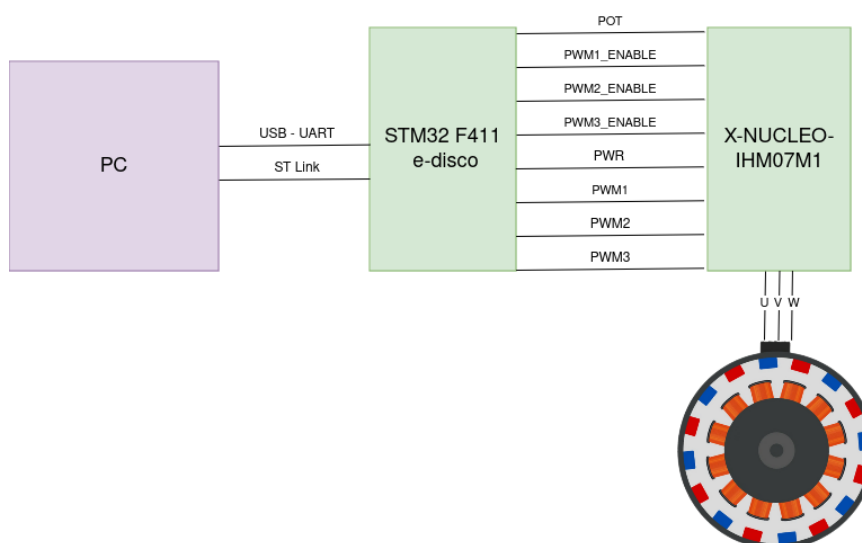 POT
PWM1_ENABLE
PWM2_ENABLE
PWM3_ENABLE
PWR
PWM1
PWM2
PWM3
PC
USB - UART
ST Link
STM32 F411
e-disco
X-NUCLEO-
IHM07M1
U V W